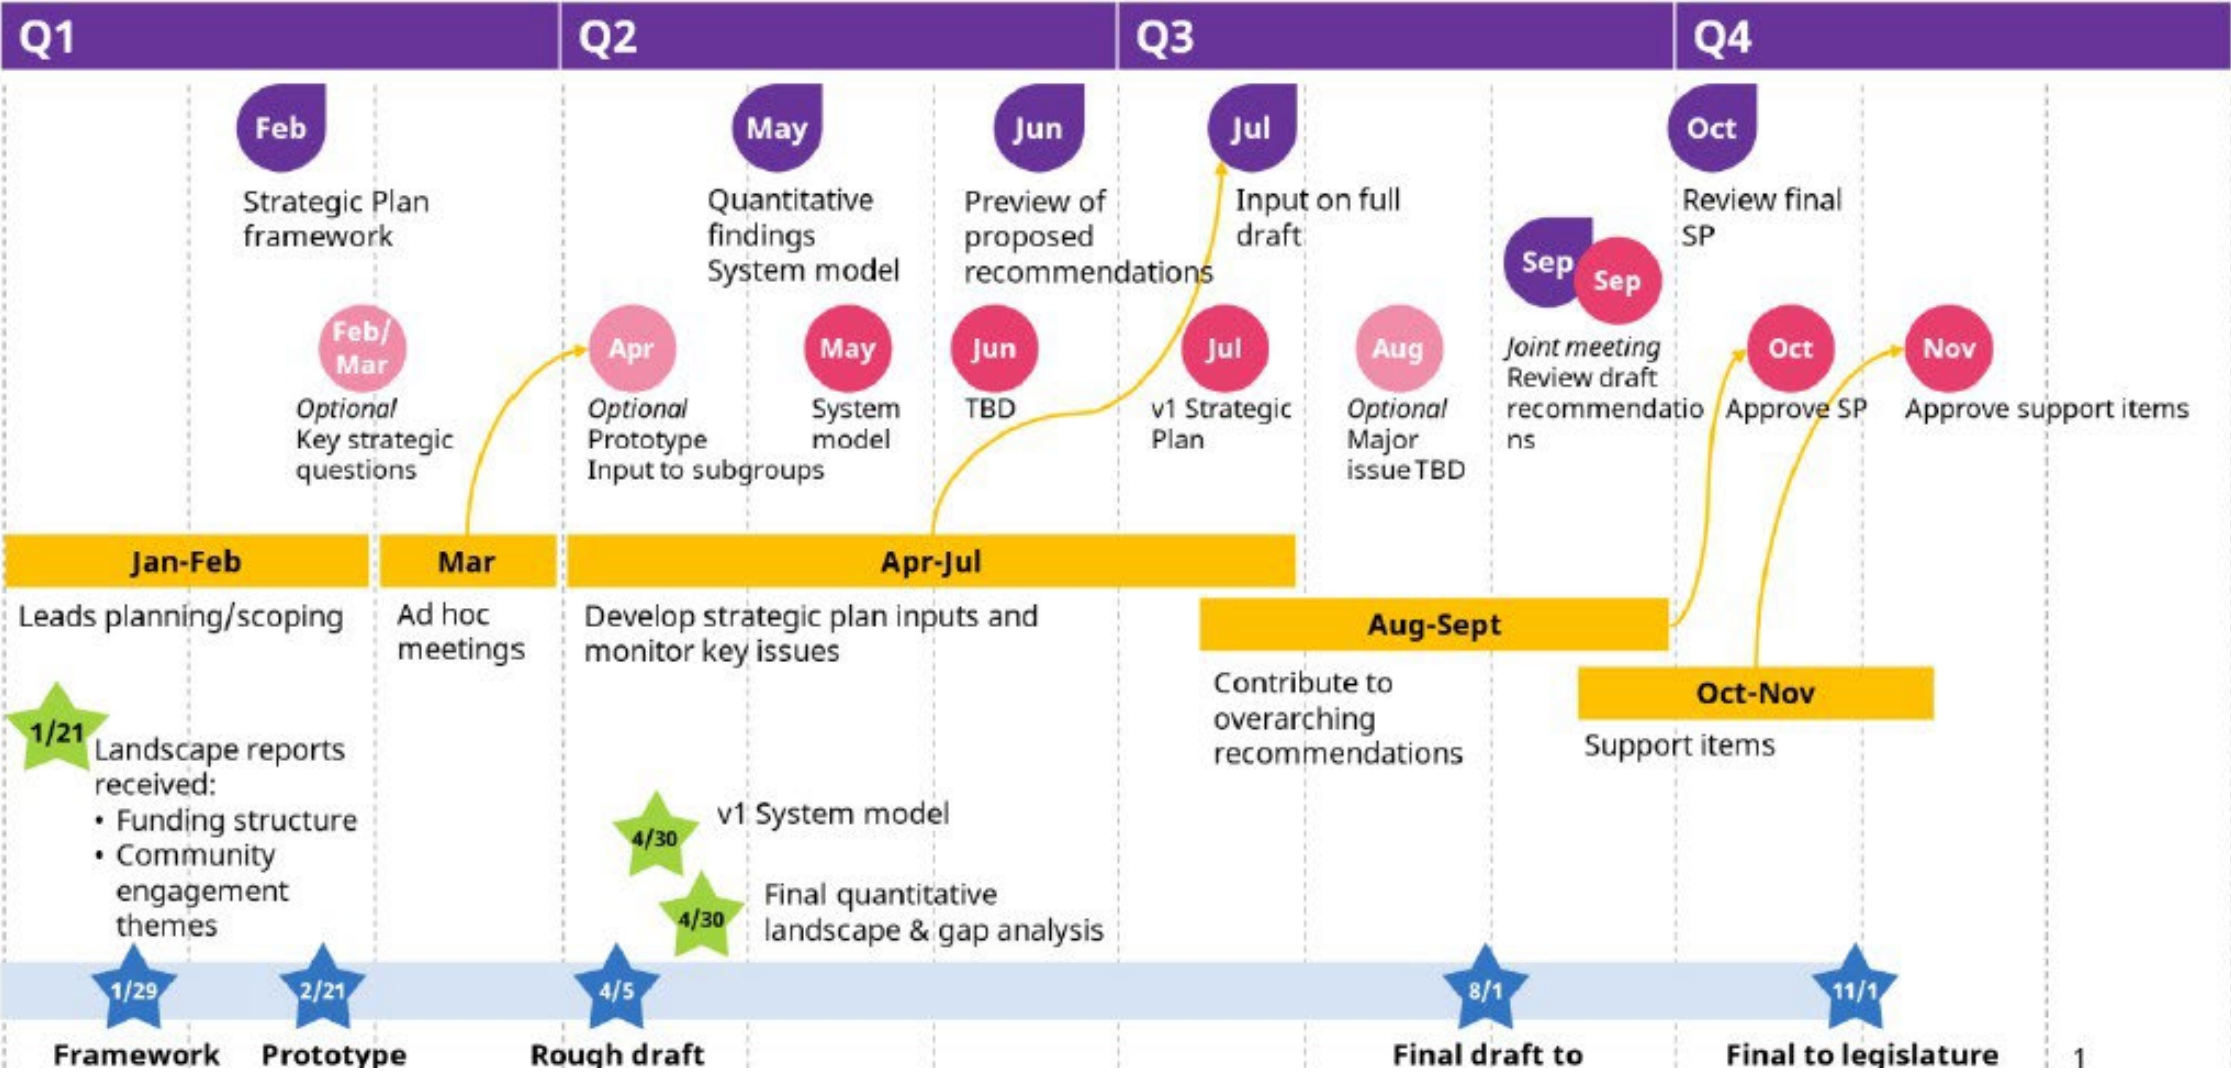 Q1
Q2
Q3
Q4
Feb
Strategic Plan
framework
May
Quantitative
findings
System model
Jun
Preview of
proposed
recommendations
Jul
Input on full
draft
Sep
Sep
Joint meeting
Review draft
recommendatio
ns
Oct
Review final
SP
Feb/
Mar
Optional
Key strategic
questions
Apr
Optional
Prototype
Input to subgroups
May
System
model
Jun
TBD
Jul
v1 Strategic
Plan
Aug
Optional
Major
issue TBD
Oct
Approve SP
Nov
Approve support items
Jan-Feb
Leads planning/scoping
Mar
Ad hoc
meetings
Apr-Jul
Develop strategic plan inputs and
monitor key issues
Aug-Sept
Contribute to
overarching
recommendations
Oct-Nov
Support items
1/21
Landscape reports
received:
• Funding structure
• Community
engagement
themes
4/30
v1 System model
4/30
Final quantitative
landscape & gap analysis
1/29
Framework
2/21
Prototype
4/5
Rough draft
8/1
Final draft to
11/1
Final to legislature
1